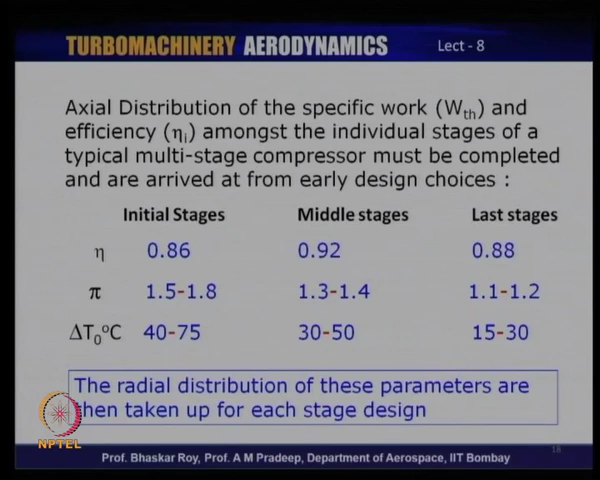 TURBOMACHINERY AERODYNAMICS Lect - 8
Axial Distribution of the specific work (Wth) and
efficiency (ηi) amongst the individual stages of a
typical multi-stage compressor must be completed
and are arrived at from early design choices :
Initial Stages Middle stages Last stages
η 0.86 0.92 0.88
π 1.5-1.8 1.3-1.4 1.1-1.2
ΔT0°C 40-75 30-50 15-30
The radial distribution of these parameters are
then taken up for each stage design
NPTEL
18
Prof. Bhaskar Roy, Prof. A M Pradeep, Department of Aerospace, IIT Bombay